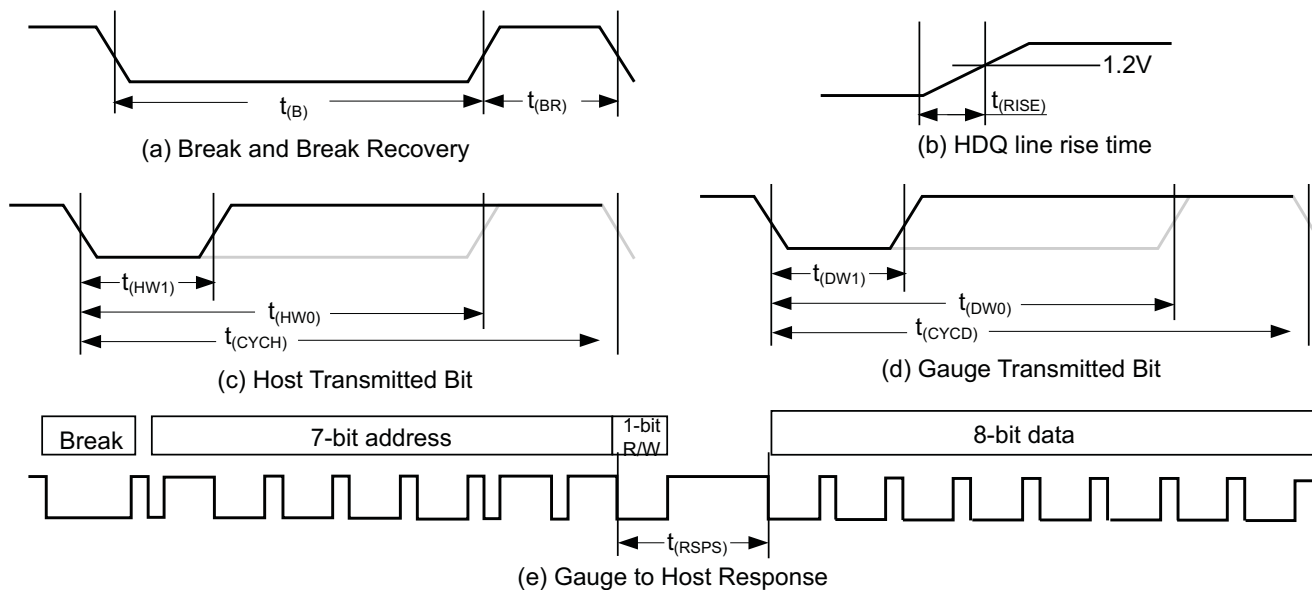 t(B)
t(BR)
(a) Break and Break Recovery
1.2V
t(RISE)
(b) HDQ line rise time
t(HW1)
t(HW0)
t(CYCH)
(c) Host Transmitted Bit
t(DW1)
t(DW0)
t(CYCD)
(d) Gauge Transmitted Bit
Break
7-bit address
1-bit
R/W
8-bit data
t(RSPS)
(e) Gauge to Host Response